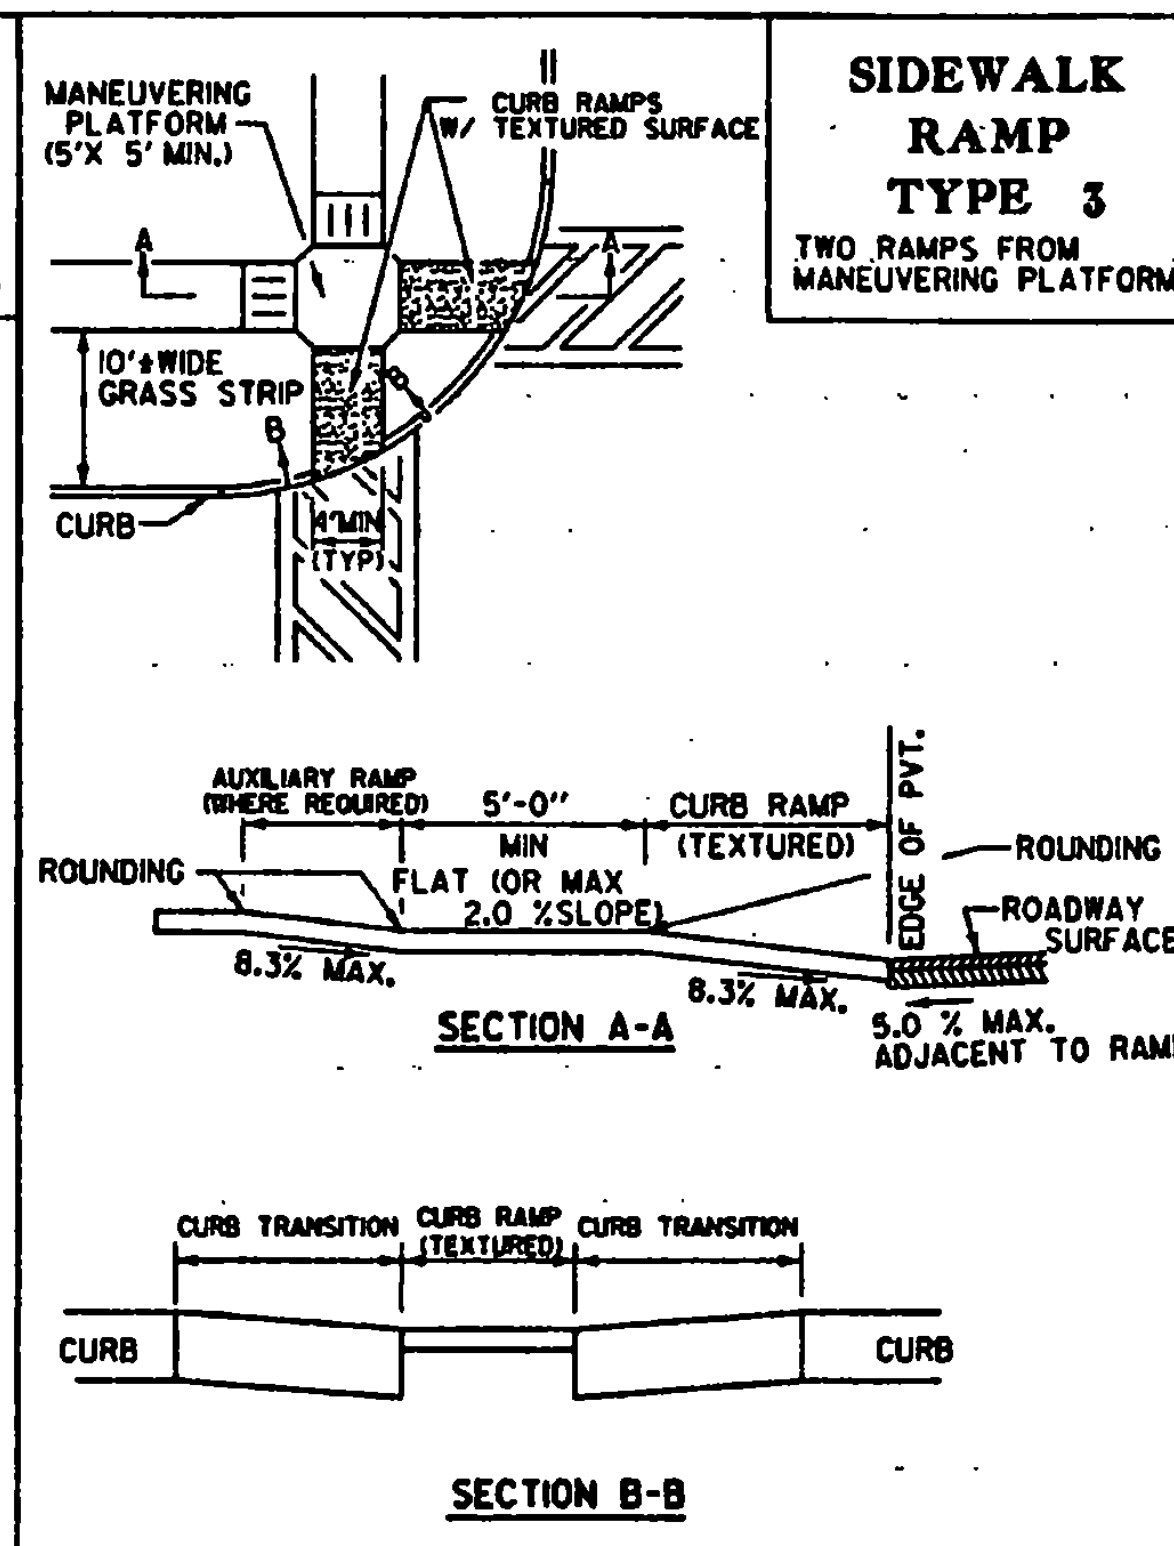 SIDEWALK
RAMP
TYPE 3
TWO RAMPS FROM
MANEUVERING PLATFORM
MANEUVERING
PLATFORM
(5'X 5' MIN.)
CURB RAMPS
W/ TEXTURED SURFACE
A
A
10'±WIDE
GRASS STRIP
B
B
CURB
4'MIN
(TYP)
AUXILIARY RAMP
(WHERE REQUIRED)
5'-0"
MIN
CURB RAMP
(TEXTURED)
EDGE OF PVT.
ROUNDING
ROUNDING
FLAT (OR MAX
2.0 %SLOPE)
ROADWAY
SURFACE
8.3% MAX.
8.3% MAX.
5.0 % MAX.
ADJACENT TO RAM
SECTION A-A
CURB TRANSITION
CURB RAMP
(TEXTURED)
CURB TRANSITION
CURB
CURB
SECTION B-B